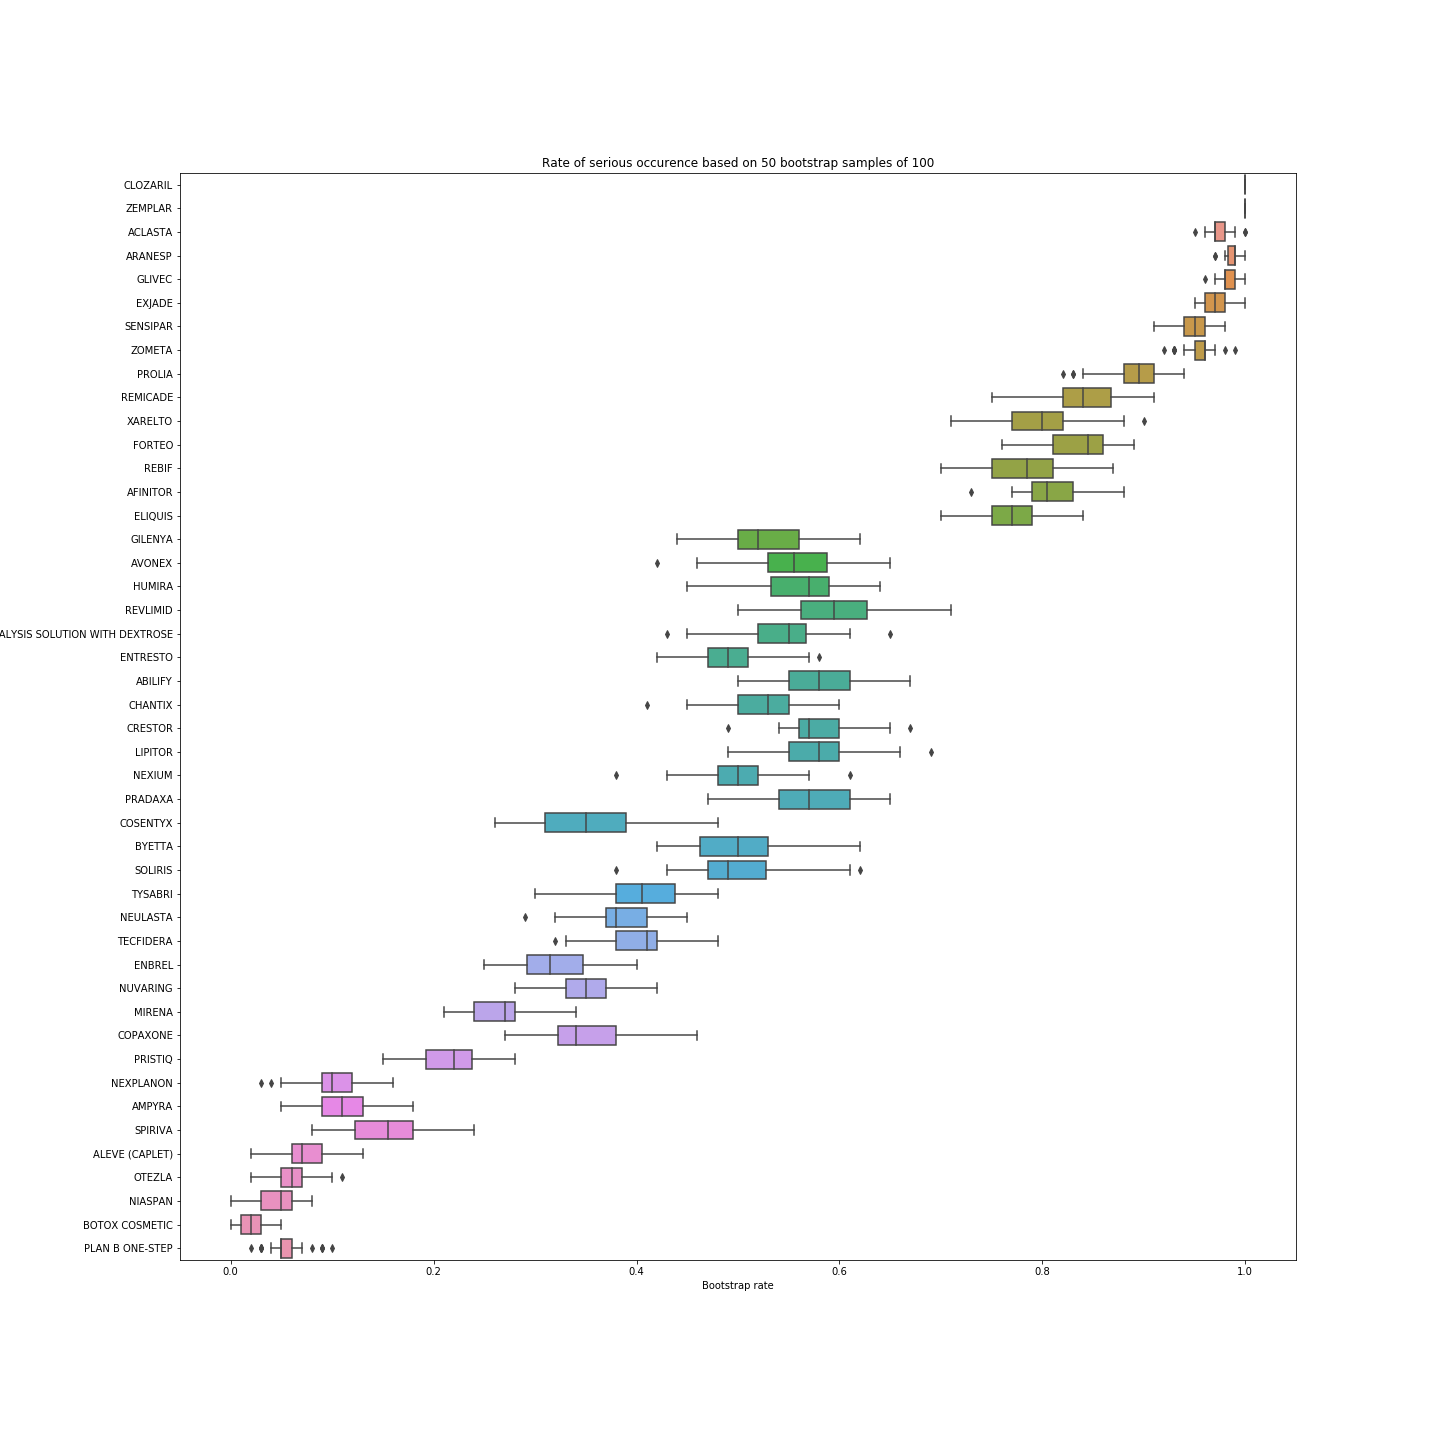 Rate of serious occurence based on 50 bootstrap samples of 100
CLOZARIL
ZEMPLAR
ACLASTA
ARANESP
GLIVEC
EXJADE
SENSIPAR
ZOMETA
PROLIA
REMICADE
XARELTO
FORTEO
REBIF
AFINITOR
ELIQUIS
GILENYA
AVONEX
HUMIRA
REVLIMID
ALYSIS SOLUTION WITH DEXTROSE
ENTRESTO
ABILIFY
CHANTIX
CRESTOR
LIPITOR
NEXIUM
PRADAXA
COSENTYX
BYETTA
SOLIRIS
TYSABRI
NEULASTA
TECFIDERA
ENBREL
NUVARING
MIRENA
COPAXONE
PRISTIQ
NEXPLANON
AMPYRA
SPIRIVA
ALEVE (CAPLET)
OTEZLA
NIASPAN
BOTOX COSMETIC
PLAN B ONE-STEP
0.0 0.2 0.4 0.6 0.8 1.0
Bootstrap rate